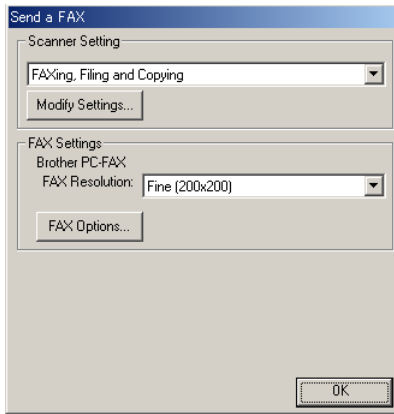 Send a FAX
Scanner Setting
FAXing, Filing and Copying
Modify Settings...
FAX Settings
Brother PC-FAX
FAX Resolution: Fine (200x200)
FAX Options...
OK